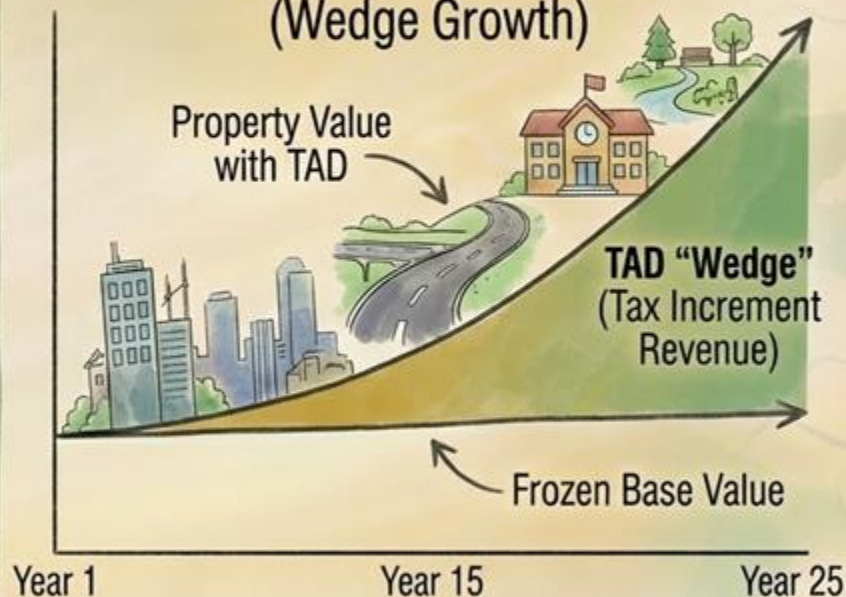 (Wedge Growth)
Property Value
with TAD
TAD “Wedge”
(Tax Increment
Revenue)
Frozen Base Value
Year 1
Year 15
Year 25